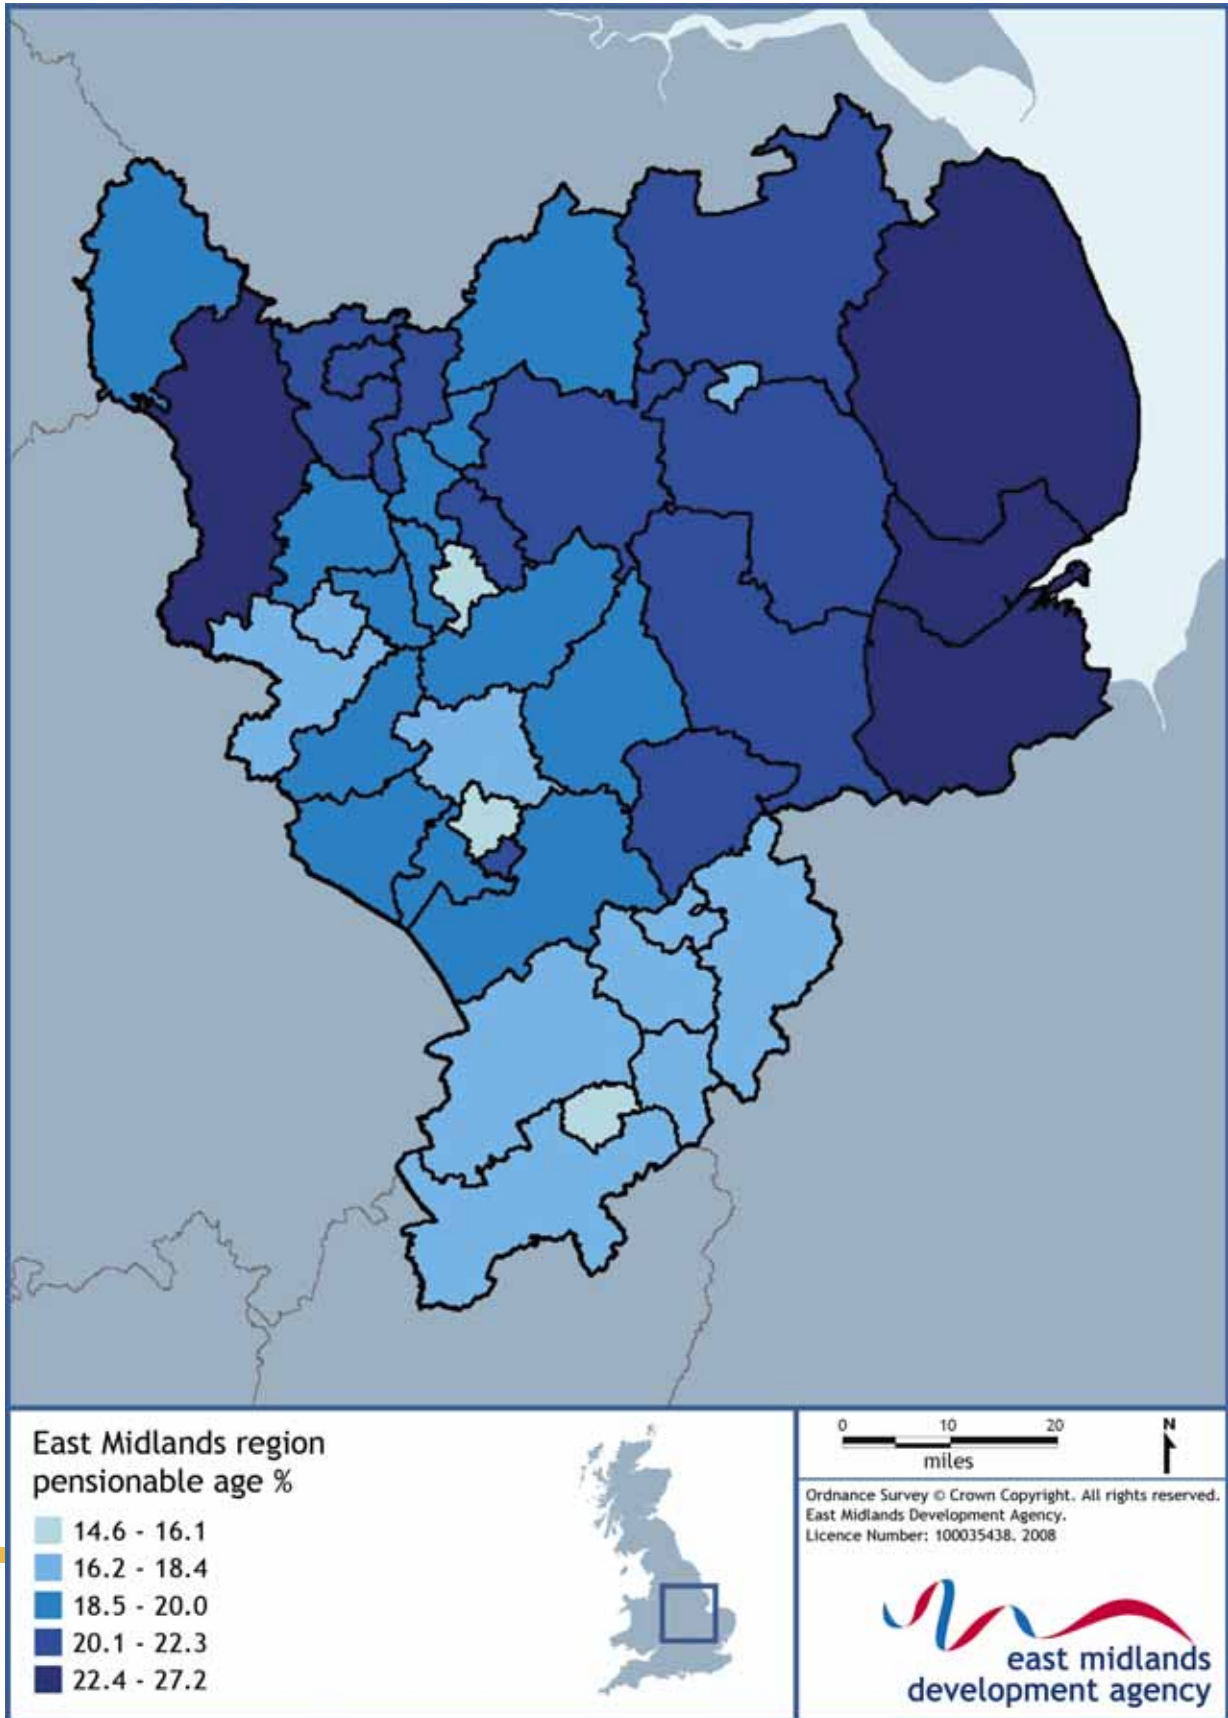 East Midlands region
pensionable age %
14.6 - 16.1
16.2 - 18.4
18.5 - 20.0
20.1 - 22.3
22.4 - 27.2
0 10 20
miles
N
Ordnance Survey © Crown Copyright. All rights reserved.
East Midlands Development Agency.
Licence Number: 100035438. 2008
east midlands
development agency